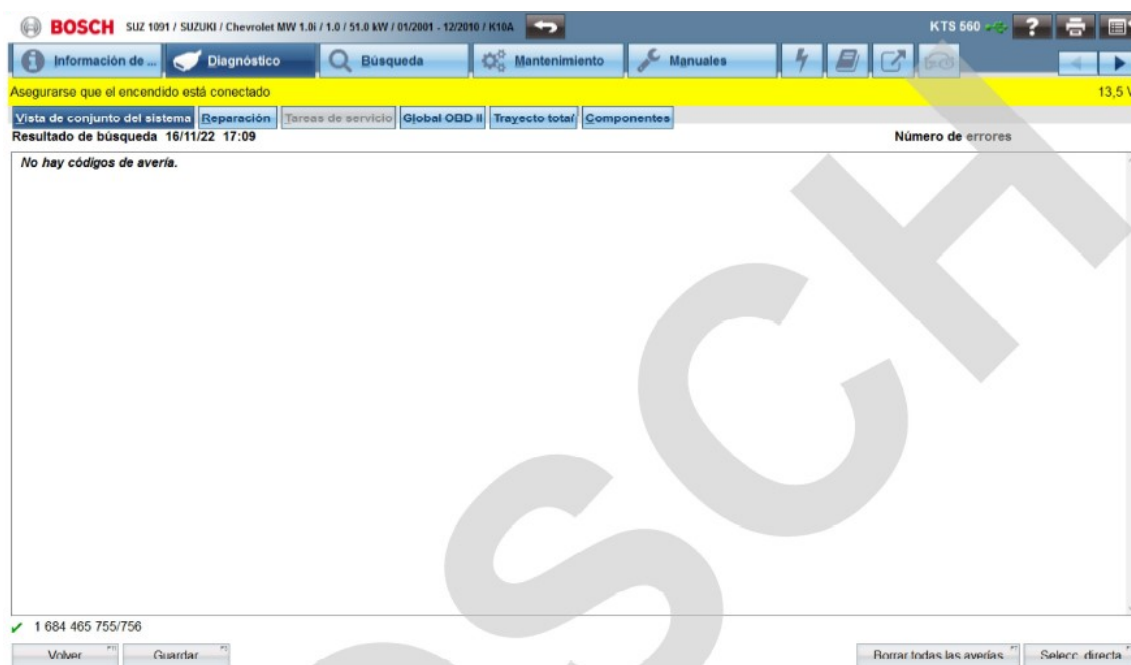 BOSCH SUZ 1091 / SUZUKI / Chevrolet MW 1.0i / 1.0 / 51.0 kW / 01/2001 - 12/2010 / K10A KTS 560 ?
Información de ... Diagnóstico Búsqueda Mantenimiento Manuales
Asegurarse que el encendido está conectado 13,5 V
Vista de conjunto del sistema Reparación Tareas de servicio Global OBD II Trayecto total Componentes
Resultado de búsqueda 16/11/22 17:09 Número de errores
No hay códigos de avería.
1 684 465 755/756
Volver Guardar Borrar todas las averías Selecc. directa